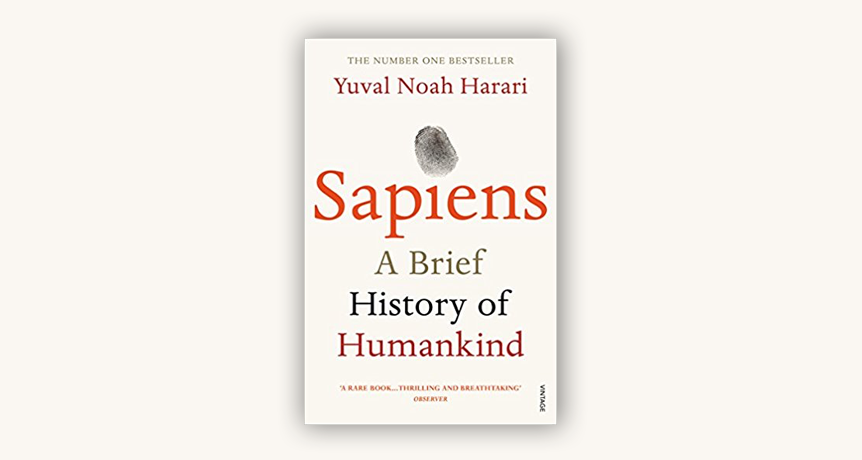 THE NUMBER ONE BESTSELLER
Yuval Noah Harari
Sapiens
A Brief
History of
Humankind
'A RARE BOOK...THRILLING AND BREATHTAKING'
OBSERVER
VINTAGE